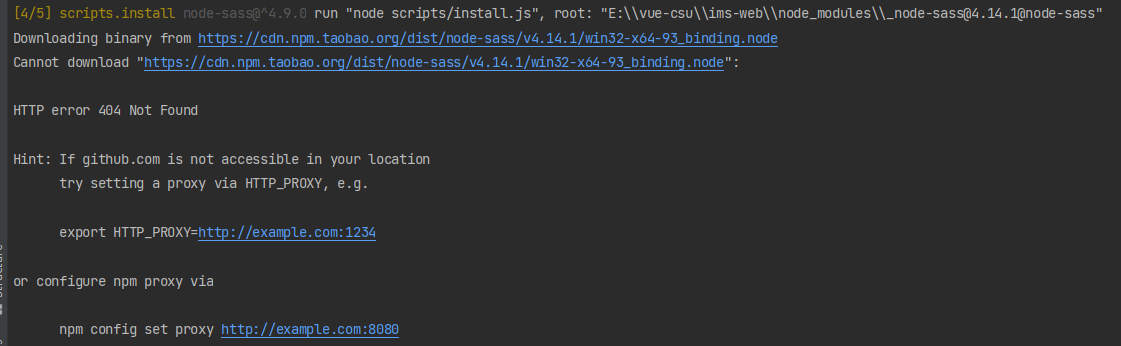 [4/5] scripts.install node-sass@^4.9.0 run "node scripts/install.js", root: "E:\\vue-csu\\ims-web\\node_modules\\_node-sass@4.14.1@node-sass"
Downloading binary from https://cdn.npm.taobao.org/dist/node-sass/v4.14.1/win32-x64-93_binding.node
Cannot download "https://cdn.npm.taobao.org/dist/node-sass/v4.14.1/win32-x64-93_binding.node":
HTTP error 404 Not Found
Hint: If github.com is not accessible in your location
try setting a proxy via HTTP_PROXY, e.g.
export HTTP_PROXY=http://example.com:1234
or configure npm proxy via
npm config set proxy http://example.com:8080
Structure